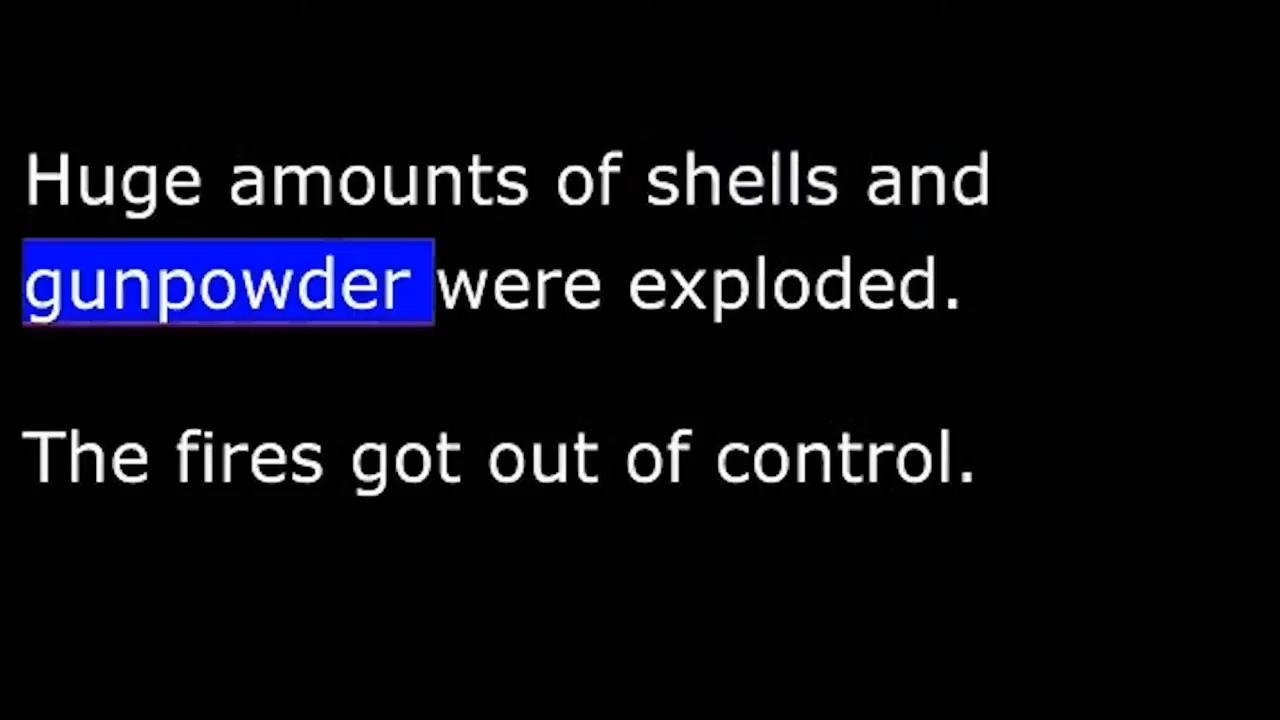 Huge amounts of shells and
gunpowder were exploded.
The fires got out of control.